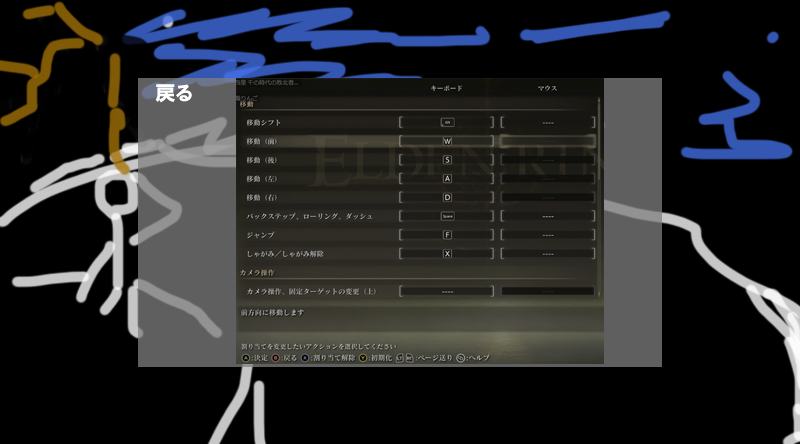 戻る
キーボード マウス
移動
移動シフト ----
移動（前） W
移動（後） S
移動（左） A
移動（右） D
バックステップ、ローリング、ダッシュ Space ----
ジャンプ F ----
しゃがみ／しゃがみ解除 X ----
カメラ操作
カメラ操作、固定ターゲットの変更（上） ----
前方向に移動します
割り当てを変更したいアクションを選択してください
A:決定 B:戻る X:割り当て解除 Y:初期化 LT RT:ページ送り :ヘルプ
ELDEN RING